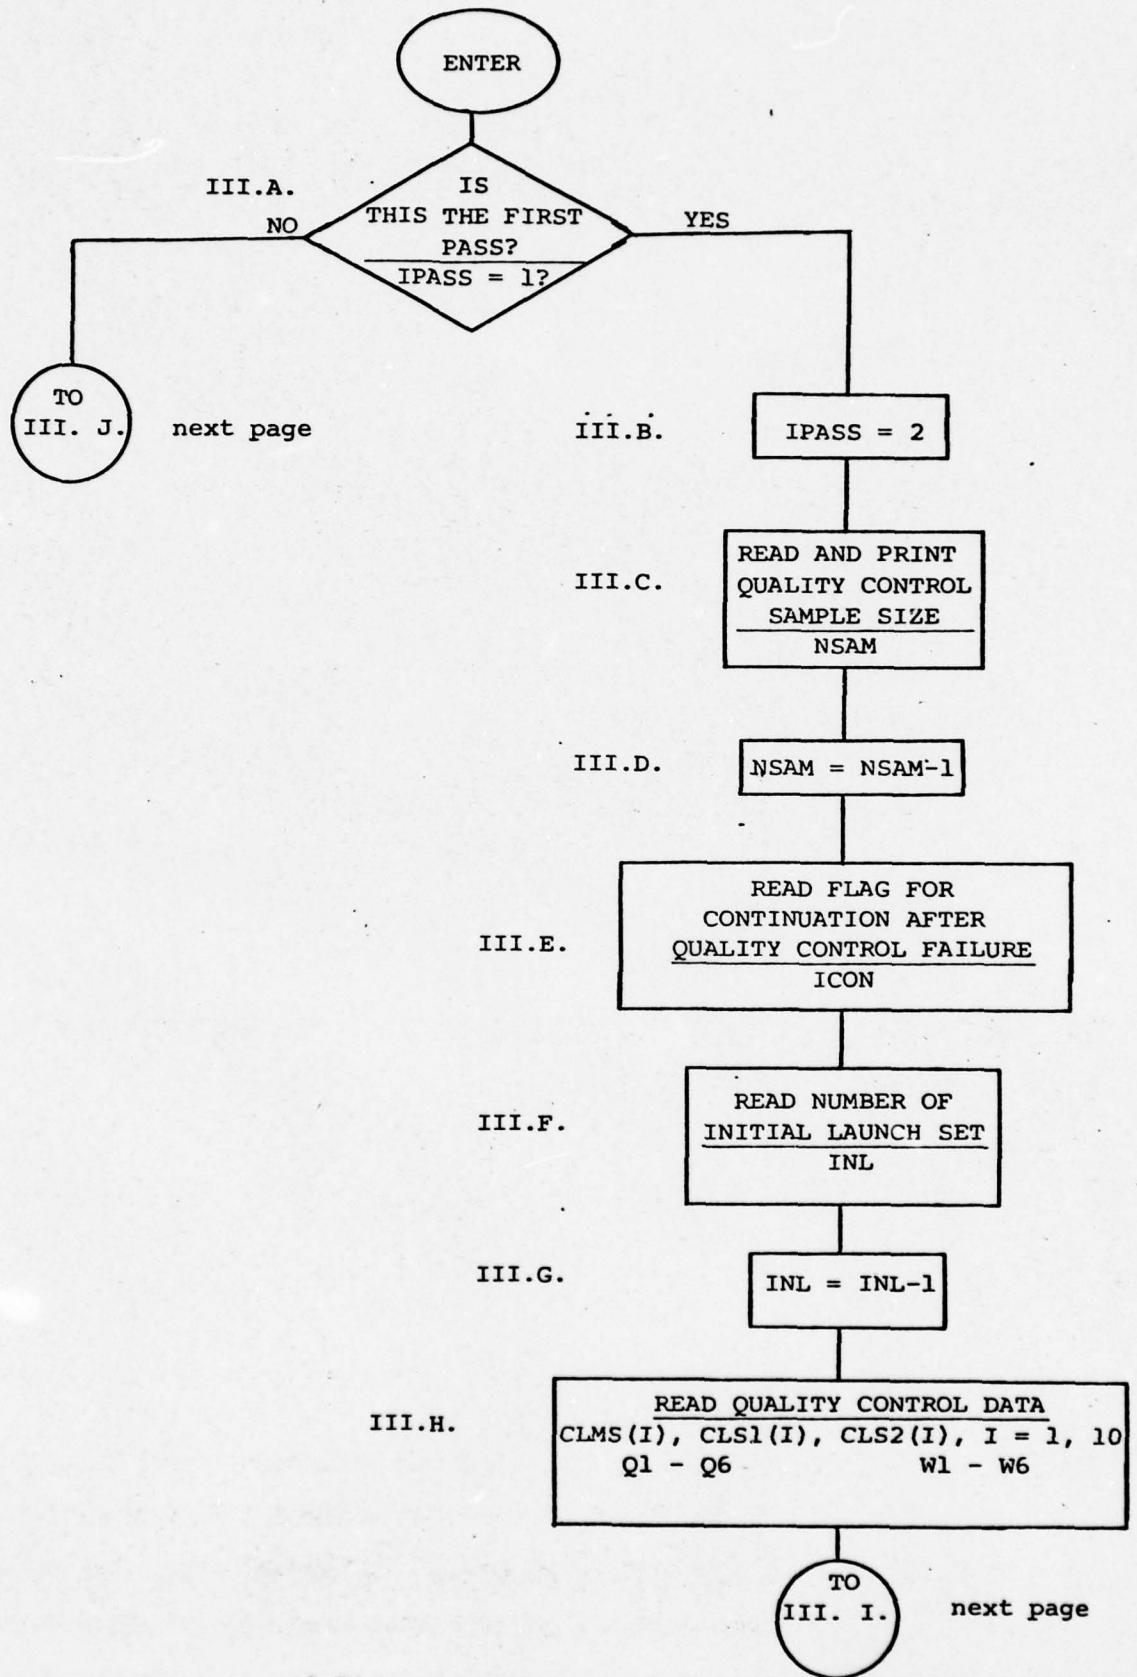 ENTER
III.A.
IS
THIS THE FIRST
PASS?
IPASS = 1?
NO
YES
TO
III. J.
next page
III.B.
IPASS = 2
III.C.
READ AND PRINT
QUALITY CONTROL
SAMPLE SIZE
NSAM
III.D.
NSAM = NSAM-1
III.E.
READ FLAG FOR
CONTINUATION AFTER
QUALITY CONTROL FAILURE
ICON
III.F.
READ NUMBER OF
INITIAL LAUNCH SET
INL
III.G.
INL = INL-1
III.H.
READ QUALITY CONTROL DATA
CLMS(I), CLS1(I), CLS2(I), I = 1, 10
Q1 - Q6 W1 - W6
TO
III. I.
next page